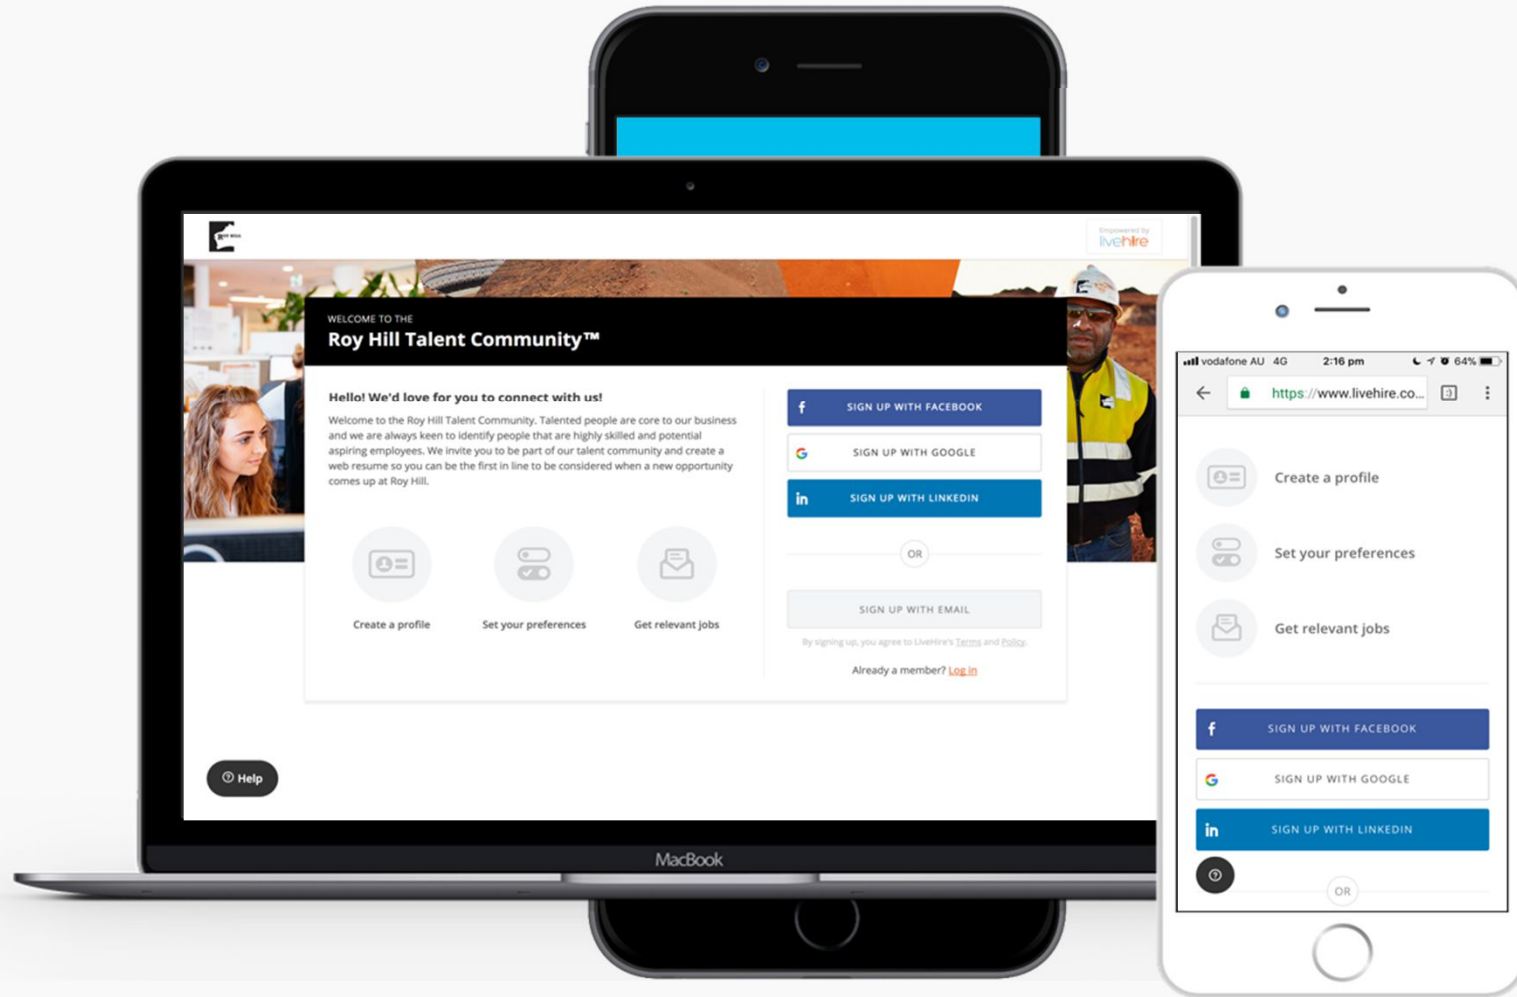 ROY HILL
Empowered by
livehire
WELCOME TO THE
Roy Hill Talent Community™
Hello! We'd love for you to connect with us!
Welcome to the Roy Hill Talent Community. Talented people are core to our business
and we are always keen to identify people that are highly skilled and potential
aspiring employees. We invite you to be part of our talent community and create a
web resume so you can be the first in line to be considered when a new opportunity
comes up at Roy Hill.
Create a profile
Set your preferences
Get relevant jobs
f SIGN UP WITH FACEBOOK
G SIGN UP WITH GOOGLE
in SIGN UP WITH LINKEDIN
OR
SIGN UP WITH EMAIL
By signing up, you agree to LiveHire's Terms and Policy.
Already a member? Log in
? Help
MacBook
vodafone AU 4G 2:16 pm 64%
https://www.livehire.co... :)
Create a profile
Set your preferences
Get relevant jobs
f SIGN UP WITH FACEBOOK
G SIGN UP WITH GOOGLE
in SIGN UP WITH LINKEDIN
?
OR